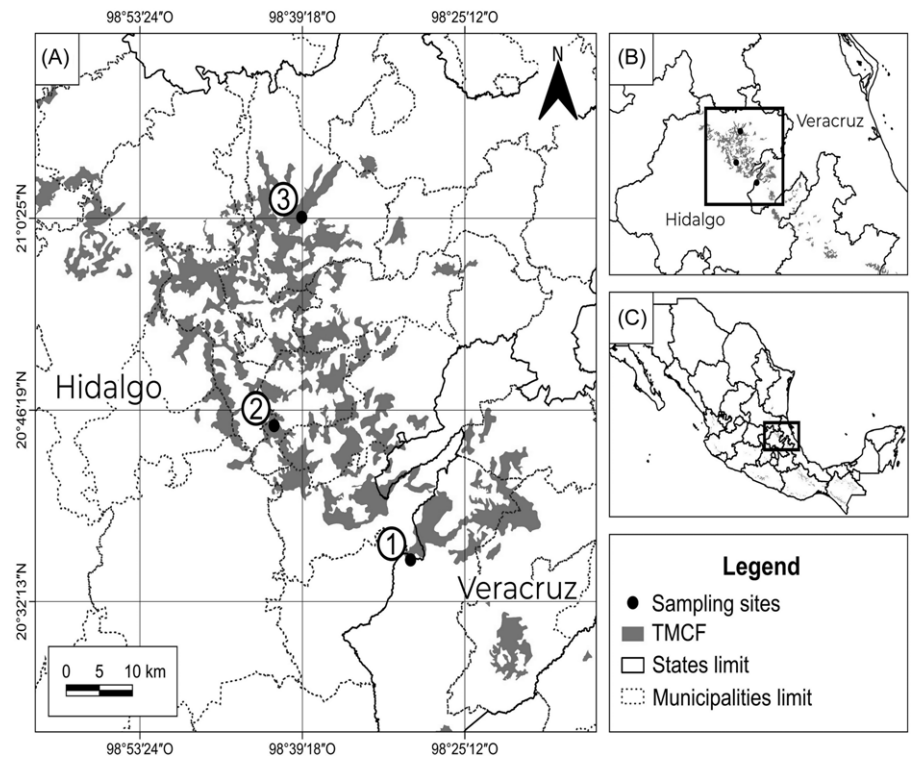 98°53'24"O 98°39'18"O 98°25'12"O
(A)
N
21°0'25"N
20°46'19"N
20°32'13"N
3
Hidalgo
2
1
Veracruz
0 5 10 km
98°53'24"O 98°39'18"O 98°25'12"O
(B)
Veracruz
Hidalgo
(C)
Legend
Sampling sites
TMCF
States limit
Municipalities limit